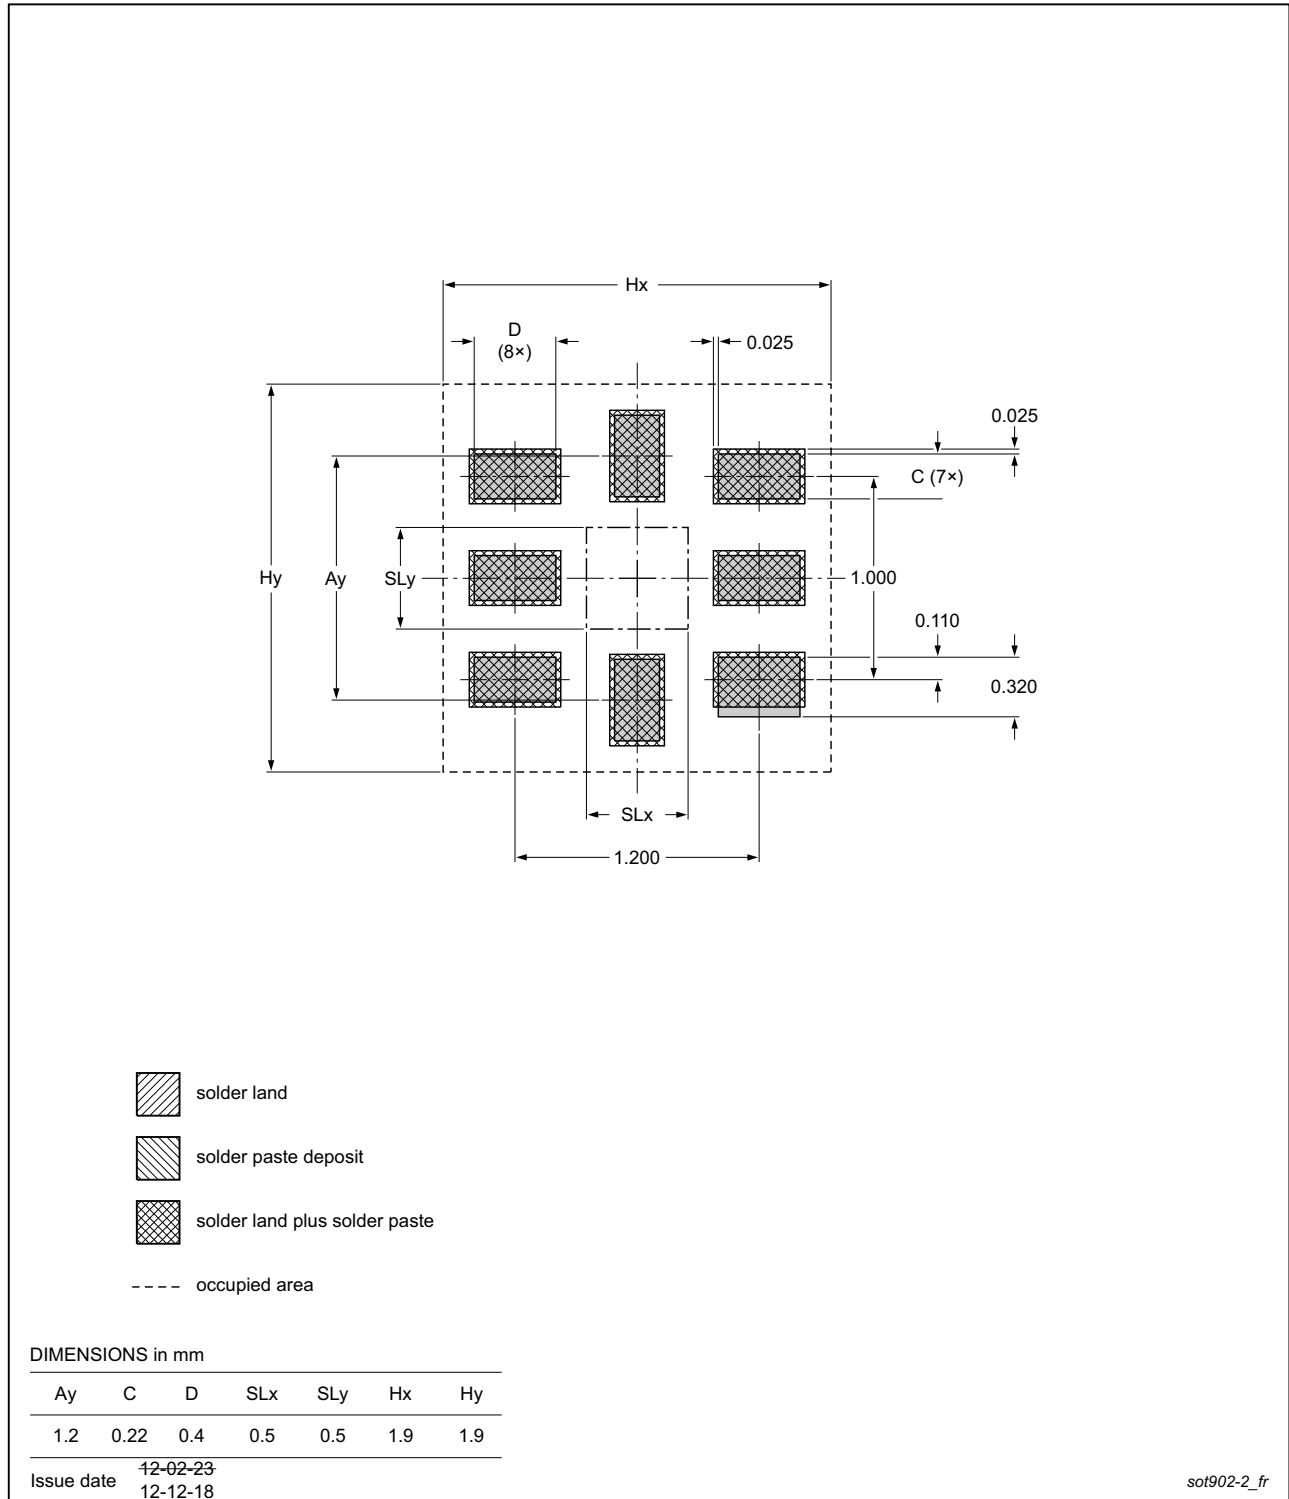 Hx
D
(8×)
0.025
0.025
C (7×)
Hy
Ay
SLy
1.000
0.110
0.320
SLx
1.200
solder land
solder paste deposit
solder land plus solder paste
occupied area
DIMENSIONS in mm
Ay C D SLx SLy Hx Hy
1.2 0.22 0.4 0.5 0.5 1.9 1.9
Issue date
12-02-23
12-12-18
sot902-2_fr